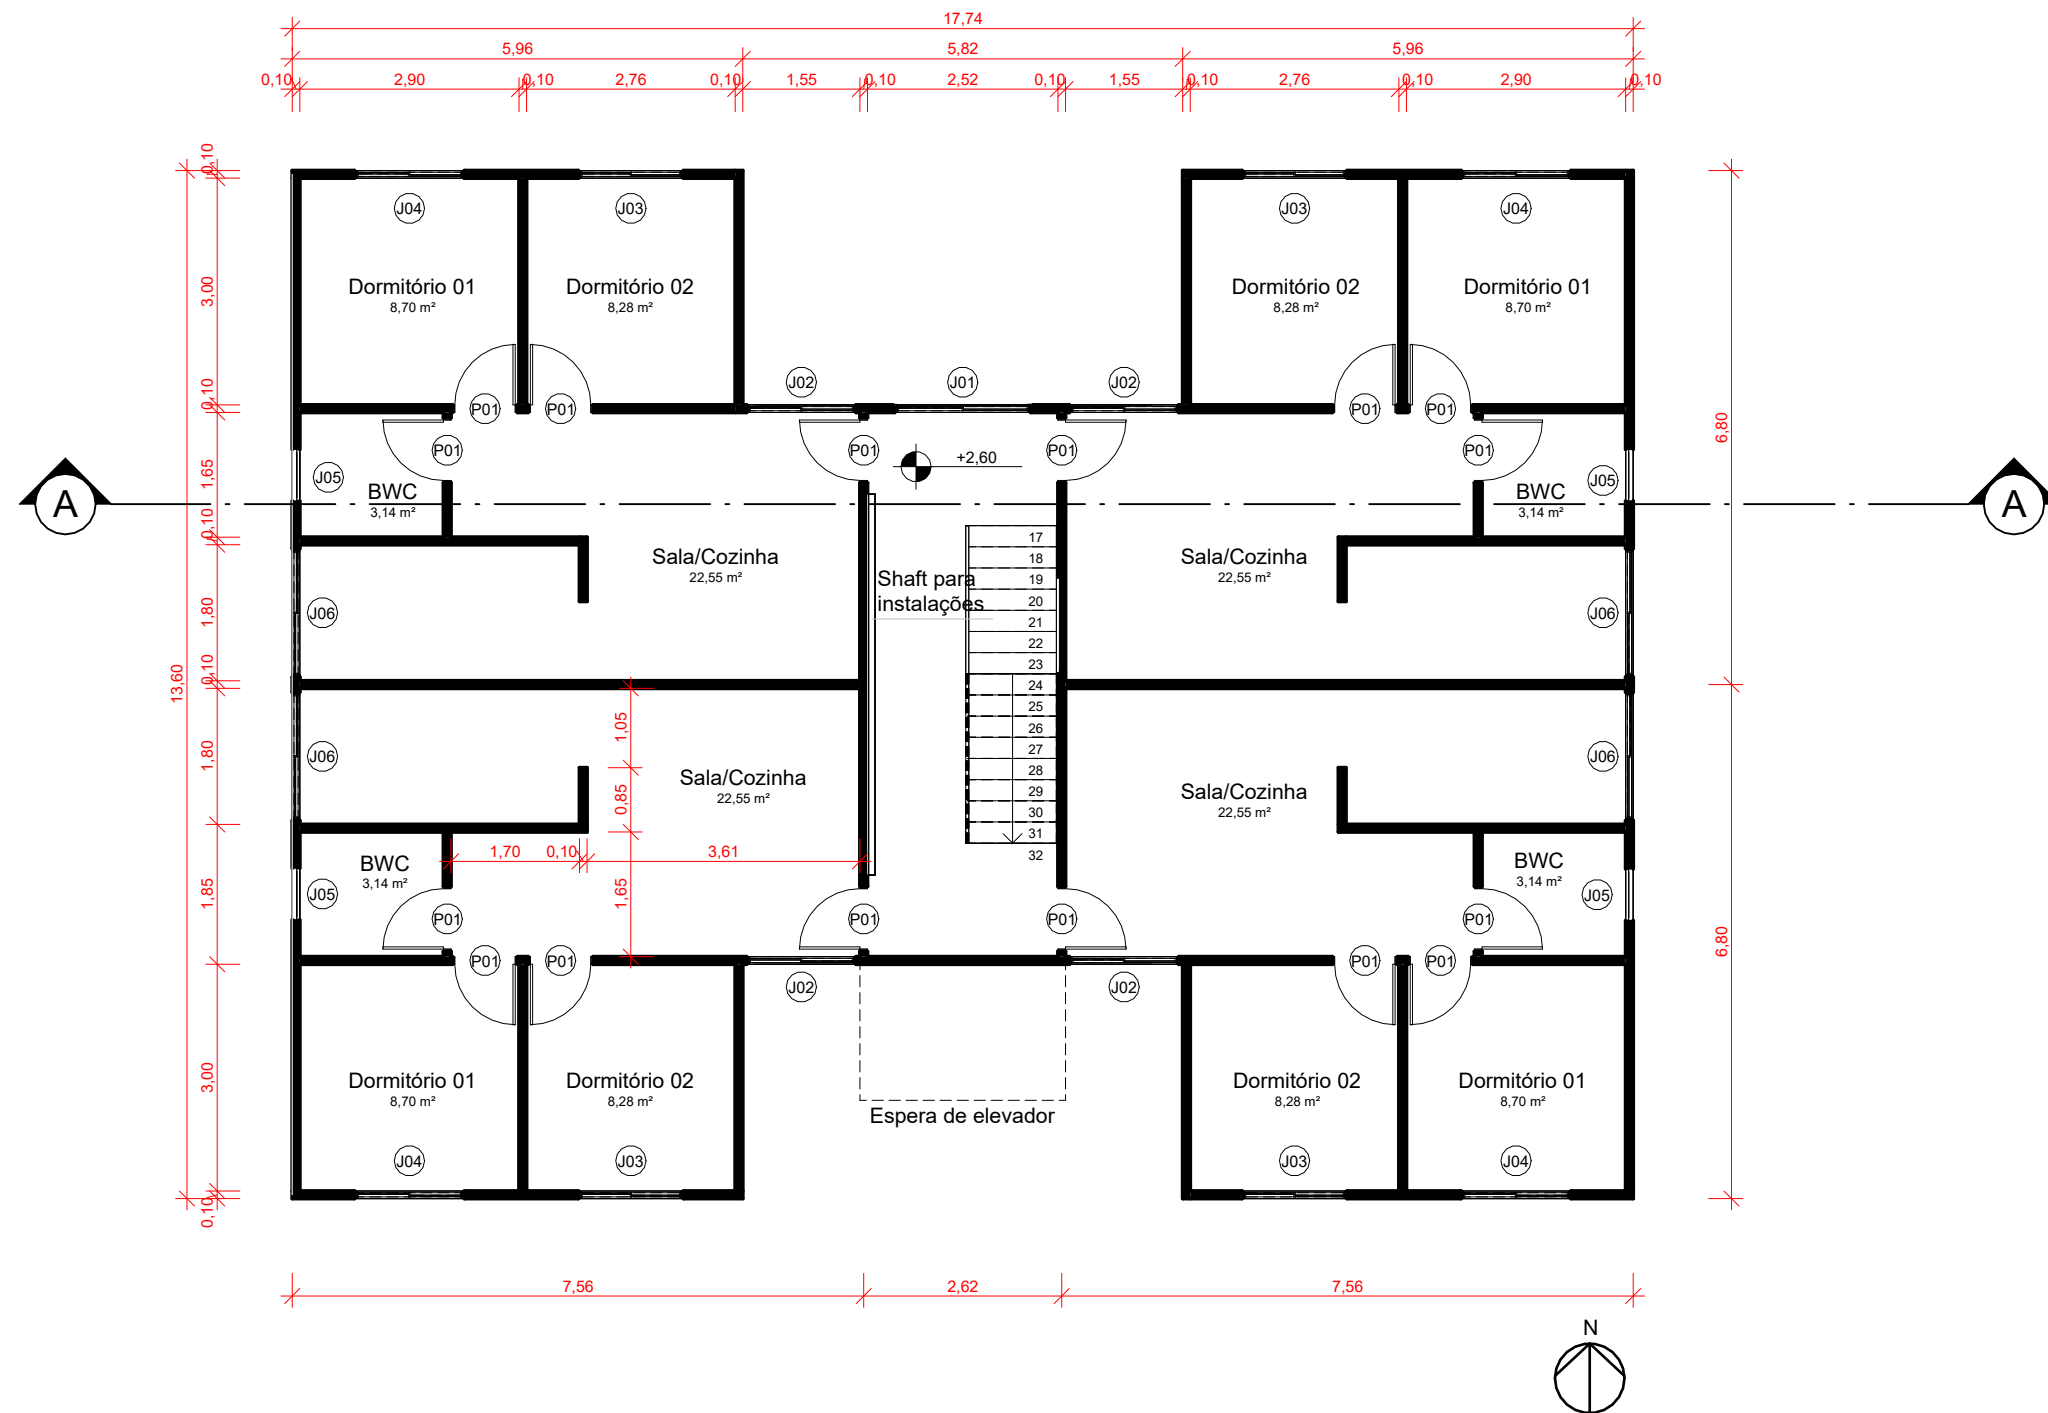 17,74
5,96 5,82 5,96
0,10 2,90 0,10 2,76 0,10 1,55 0,10 2,52 0,10 1,55 0,10 2,76 0,10 2,90 0,10
0,10
J04 J03 J03 J04
Dormitório 01 Dormitório 02 Dormitório 02 Dormitório 01
8,70 m² 8,28 m² 8,28 m² 8,70 m²
3,00
J02 J01 J02
0,10
P01 P01 P01 P01
6,80
P01 P01 P01 P01
+2,60
1,65
J05 J05
BWC BWC
3,14 m² 3,14 m²
A A
0,10
17
Sala/Cozinha Sala/Cozinha
22,55 m² 22,55 m²
18
19
Shaft para
instalações
20
21
22
23
1,80
J06 J06
0,10
13,60
24
25
26
27
28
29
30
31
32
1,05
1,80
J06 J06
Sala/Cozinha
22,55 m²
Sala/Cozinha
22,55 m²
0,85
1,70 0,10 3,61
BWC BWC
3,14 m² 3,14 m²
1,85
1,65
J05 J05
P01 P01 P01 P01
6,80
P01 P01 P01 P01
J02 J02
Dormitório 01 Dormitório 02 Dormitório 02 Dormitório 01
8,70 m² 8,28 m² 8,28 m² 8,70 m²
3,00
Espera de elevador
J04 J03 J03 J04
0,10
7,56 2,62 7,56
N